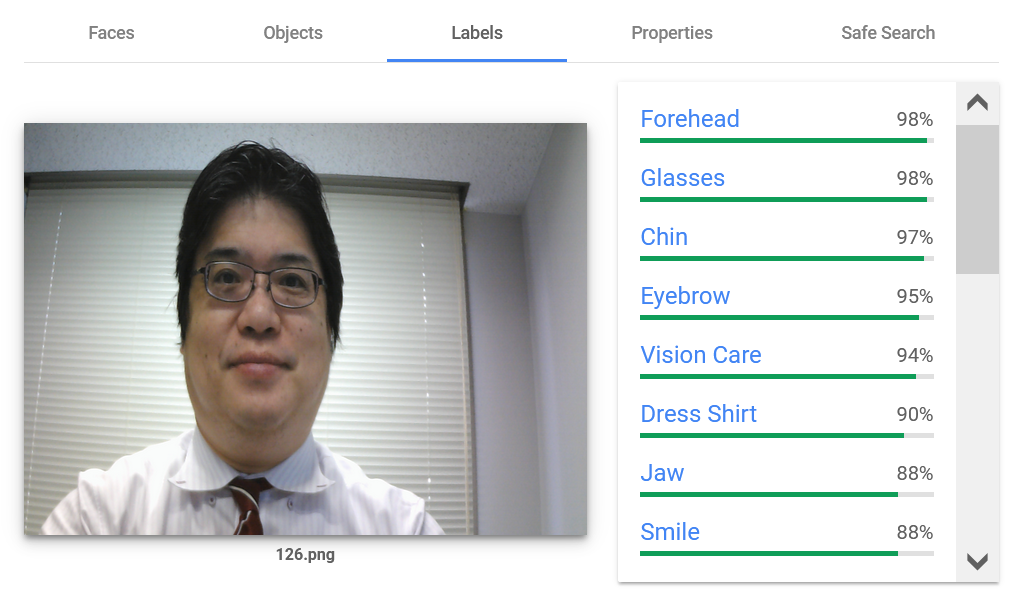 Faces Objects Labels Properties Safe Search
Forehead 98%
Glasses 98%
Chin 97%
Eyebrow 95%
Vision Care 94%
Dress Shirt 90%
Jaw 88%
Smile 88%
126.png